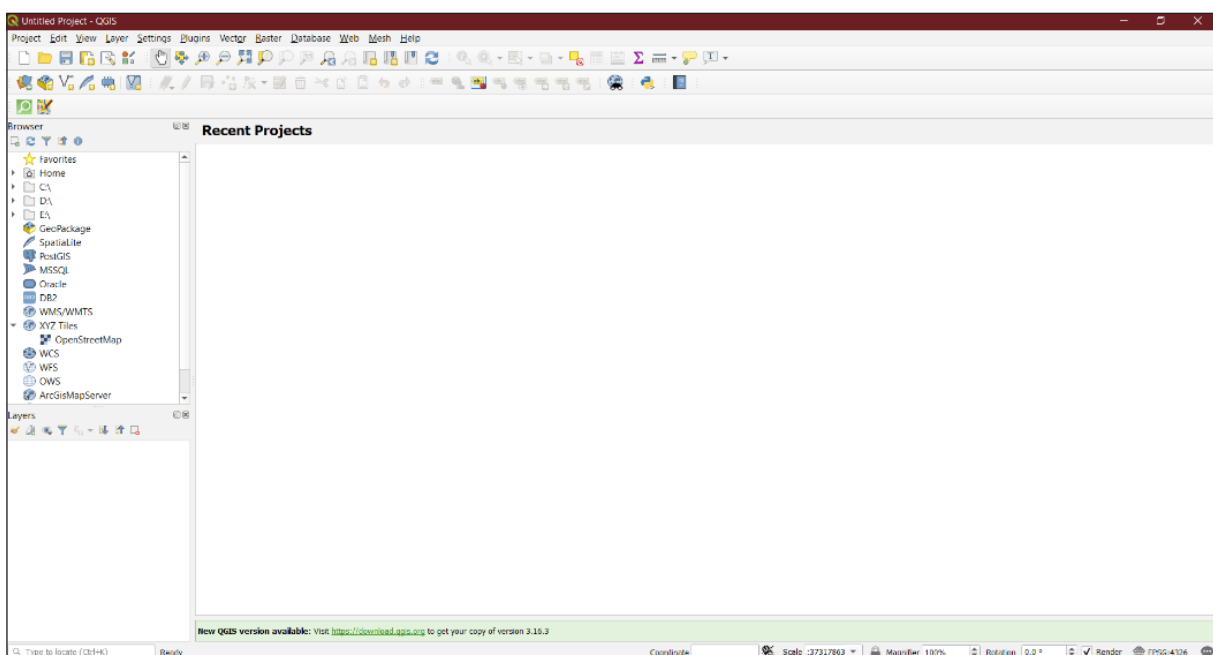 Untitled Project - QGIS
Project Edit View Layer Settings Plugins Vector Raster Database Web Mesh Help
Browser
Recent Projects
Favorites
Home
C:\
D:\
E:\
GeoPackage
SpatiaLite
PostGIS
MSSQL
Oracle
DB2
WMS/WMTS
XYZ Tiles
OpenStreetMap
WCS
WFS
OWS
ArcGisMapServer
Layers
New QGIS version available: Visit https://download.qgis.org to get your copy of version 3.16.3
Type to locate (Ctrl+K) Ready Coordinate Scale :37317863 Magnifier 100% Rotation 0.0 ° Render EPSG:4326